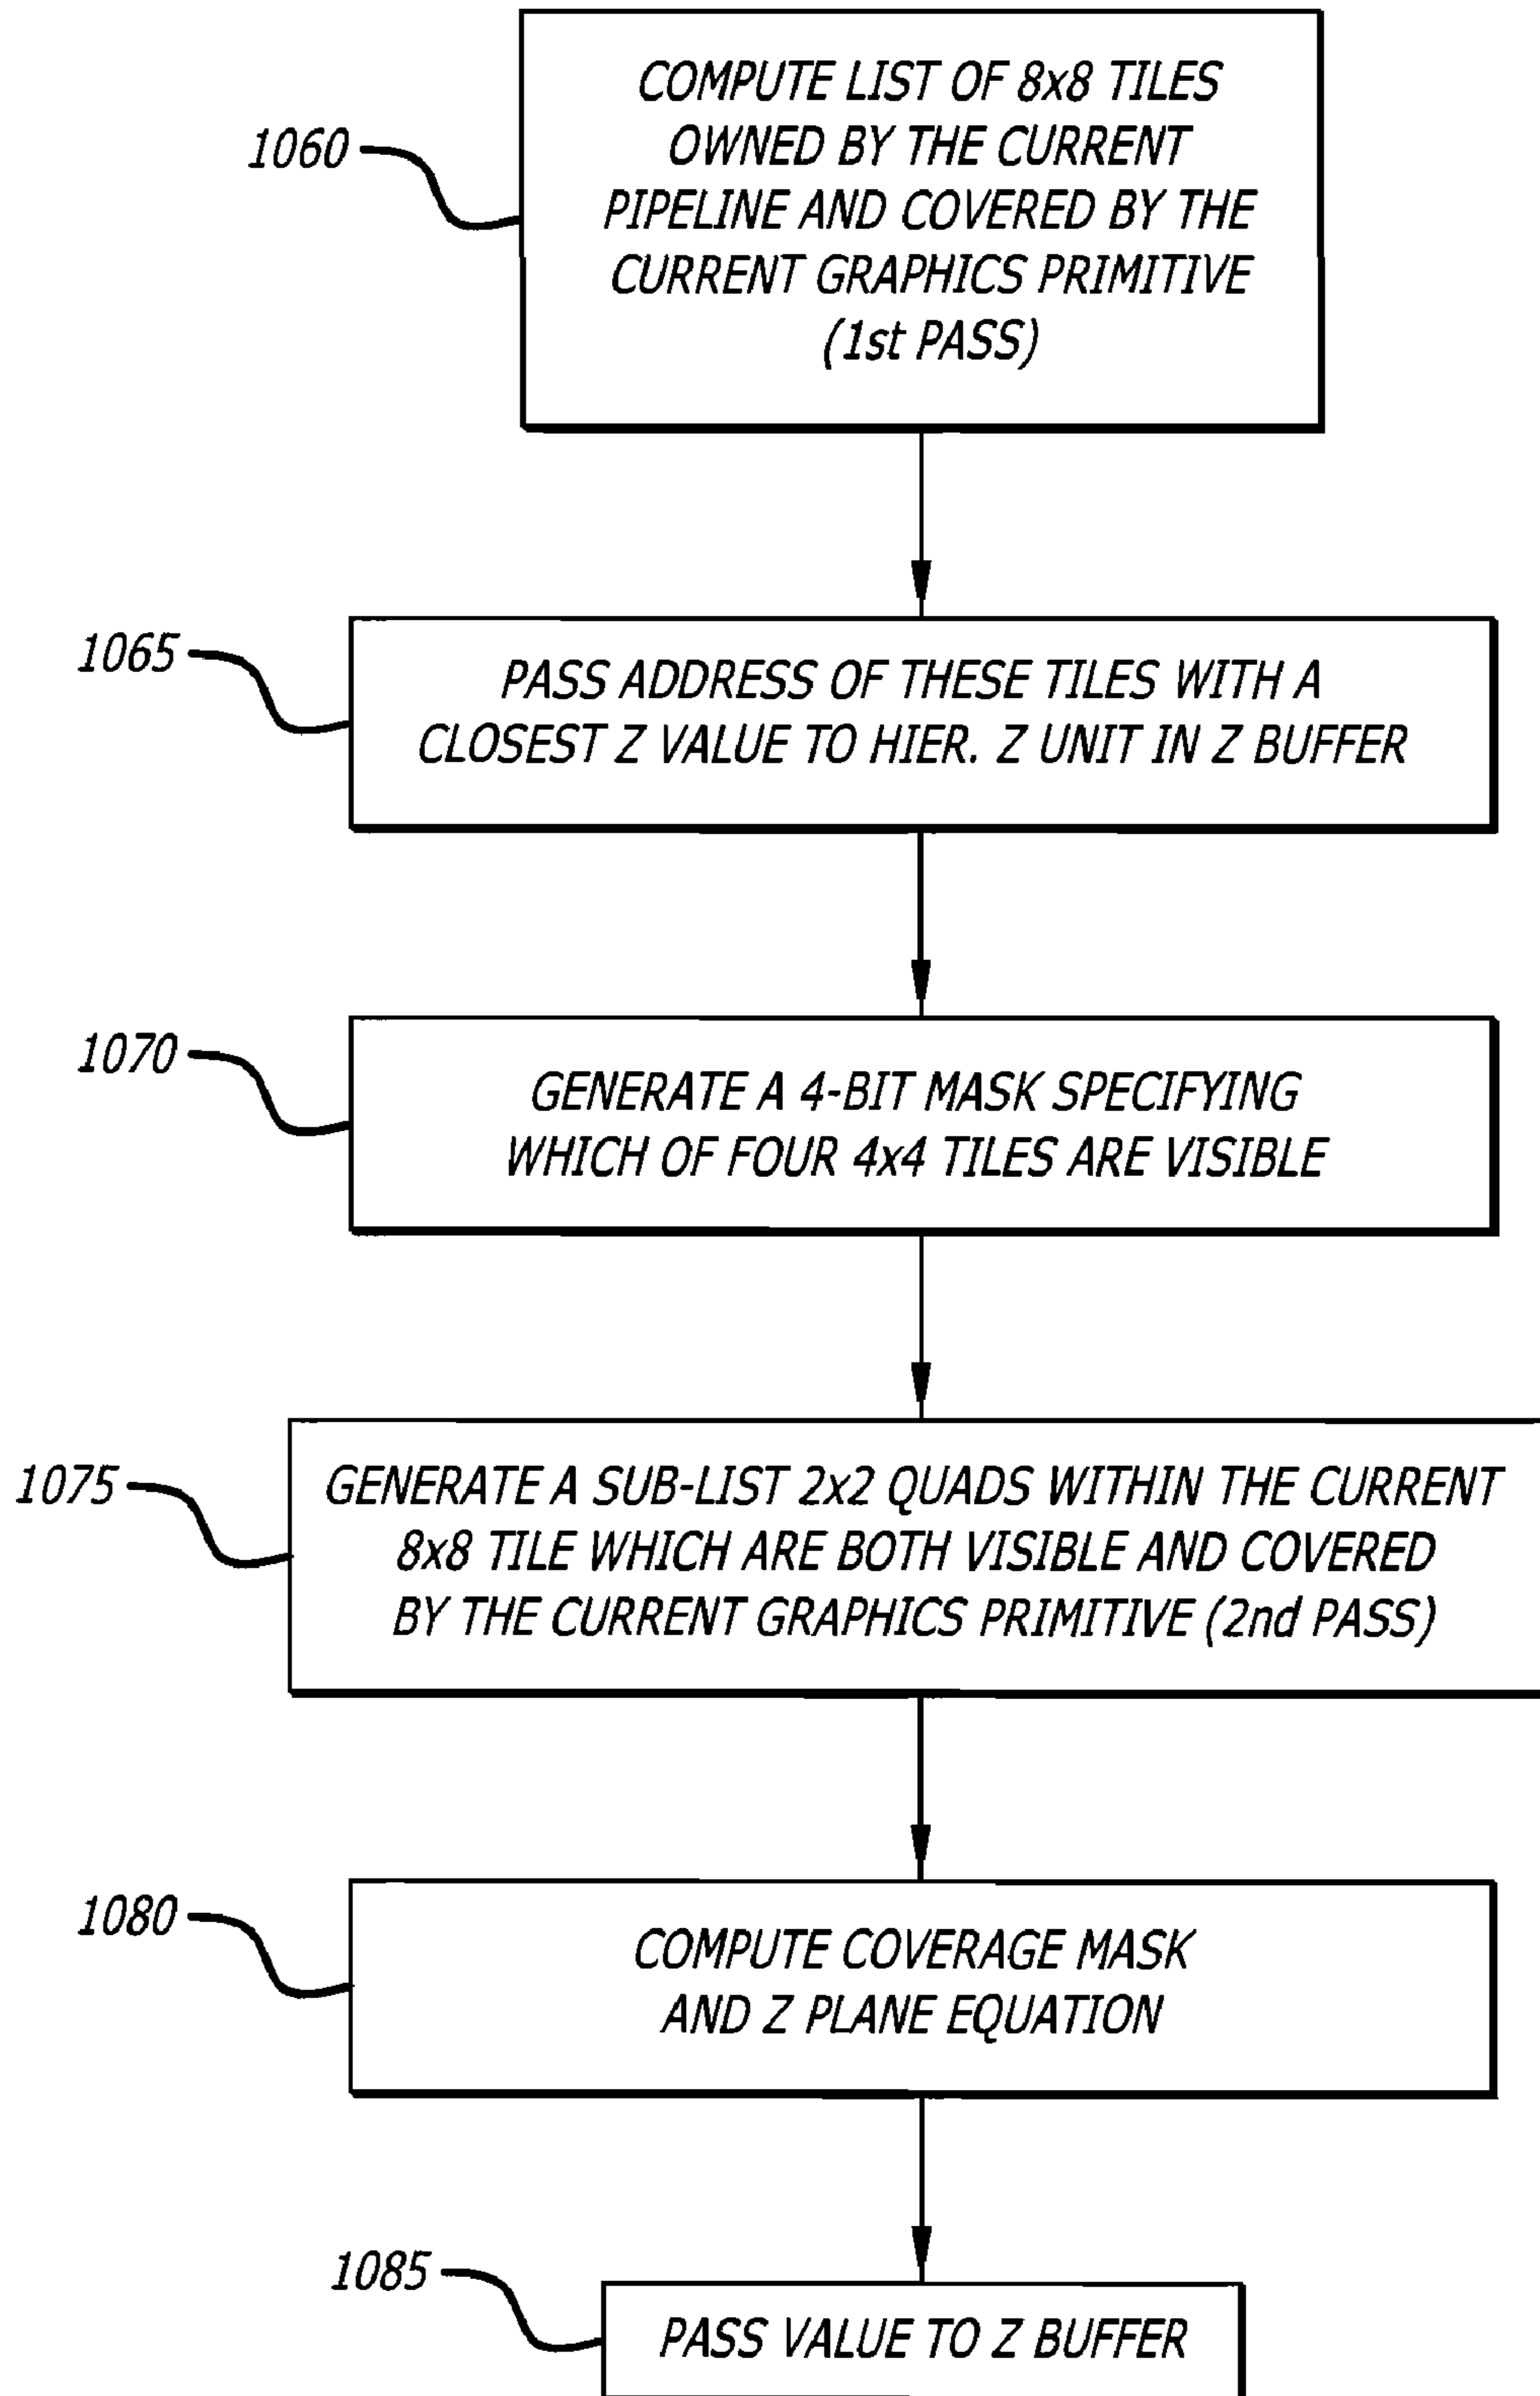 1060
COMPUTE LIST OF 8x8 TILES
OWNED BY THE CURRENT
PIPELINE AND COVERED BY THE
CURRENT GRAPHICS PRIMITIVE
(1st PASS)
1065
PASS ADDRESS OF THESE TILES WITH A
CLOSEST Z VALUE TO HIER. Z UNIT IN Z BUFFER
1070
GENERATE A 4-BIT MASK SPECIFYING
WHICH OF FOUR 4x4 TILES ARE VISIBLE
1075
GENERATE A SUB-LIST 2x2 QUADS WITHIN THE CURRENT
8x8 TILE WHICH ARE BOTH VISIBLE AND COVERED
BY THE CURRENT GRAPHICS PRIMITIVE (2nd PASS)
1080
COMPUTE COVERAGE MASK
AND Z PLANE EQUATION
1085
PASS VALUE TO Z BUFFER